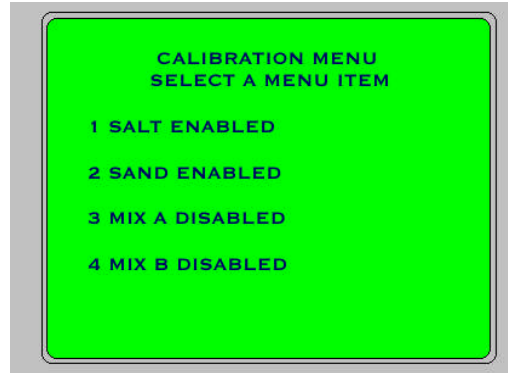 CALIBRATION MENU
SELECT A MENU ITEM
1 SALT ENABLED
2 SAND ENABLED
3 MIX A DISABLED
4 MIX B DISABLED